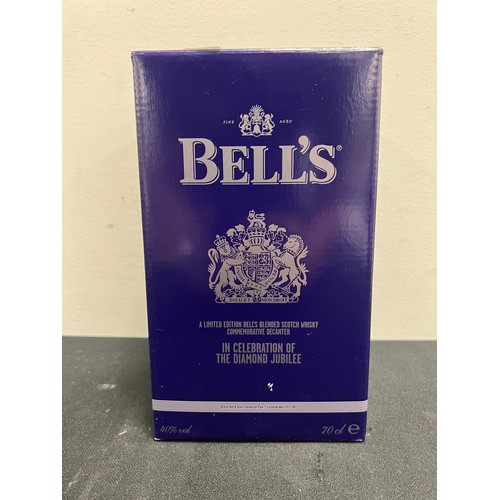 FINE AGED
BELL'S®
DIEU ET MON DROIT
A LIMITED EDITION BELL'S BLENDED SCOTCH WHISKY
COMMEMORATIVE DECANTER
IN CELEBRATION OF
THE DIAMOND JUBILEE
40% vol 70 cl e